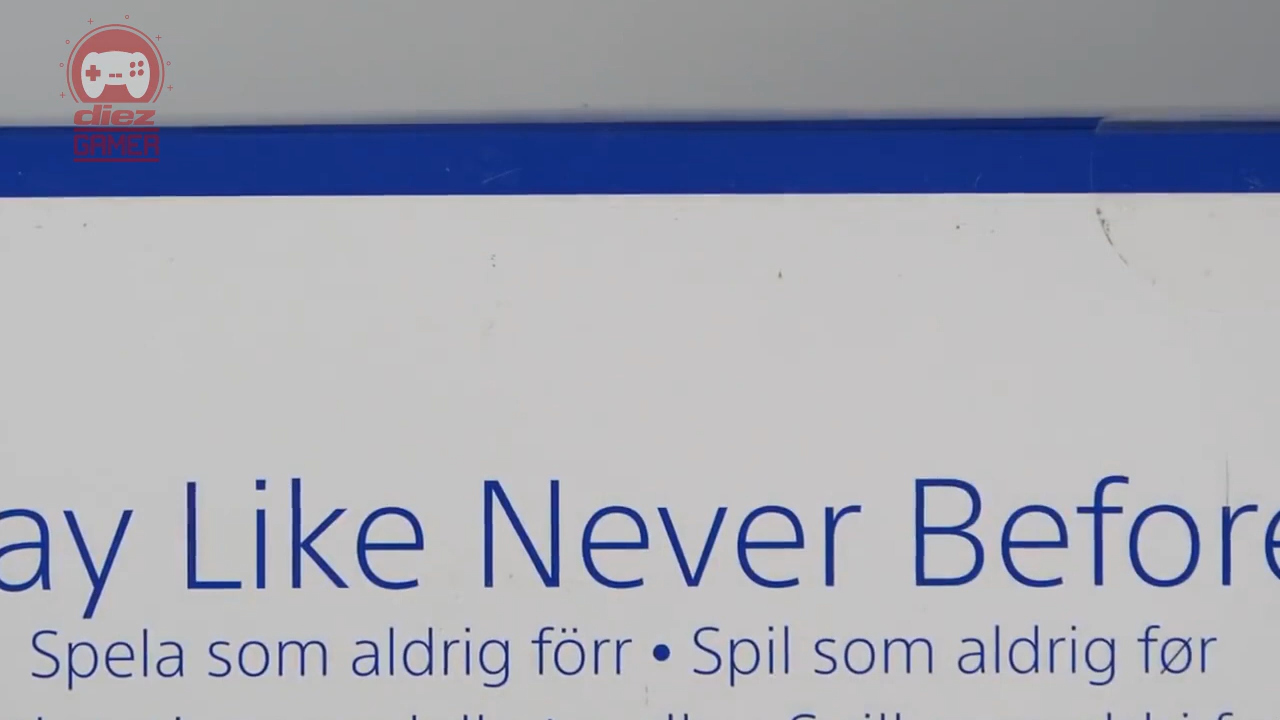 diez
GAMER
ay Like Never Before
Spela som aldrig förr • Spil som aldrig før